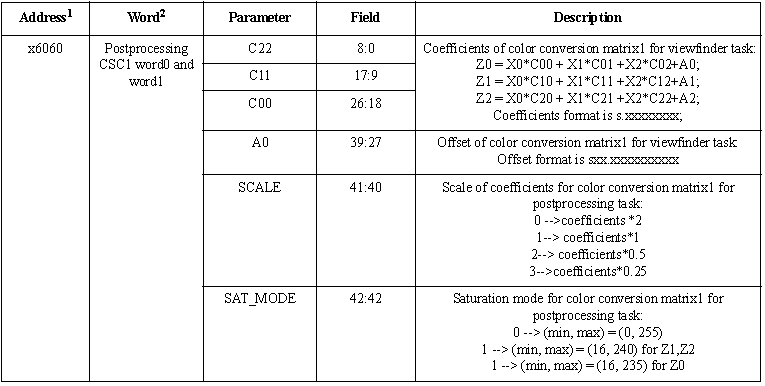 Address1 Word2 Parameter Field Description
x6060 Postprocessing CSC1 word0 and word1
C22 8:0
C11 17:9
C00 26:18
Coefficients of color conversion matrix1 for viewfinder task:
Z0 = X0*C00 + X1*C01 +X2*C02+A0;
Z1 = X0*C10 + X1*C11 +X2*C12+A1;
Z2 = X0*C20 + X1*C21 +X2*C22+A2;
Coefficients format is s.xxxxxxxx;
A0 39:27 Offset of color conversion matrix1 for viewfinder task
Offset format is sxx.xxxxxxxxxx
SCALE 41:40 Scale of coefficients for color conversion matrix1 for
postprocessing task:
0 -->coefficients *2
1--> coefficients*1
2--> coefficients*0.5
3-->coefficients*0.25
SAT_MODE 42:42 Saturation mode for color conversion matrix1 for
postprocessing task:
0 --> (min, max) = (0, 255)
1 --> (min, max) = (16, 240) for Z1,Z2
1 --> (min, max) = (16, 235) for Z0